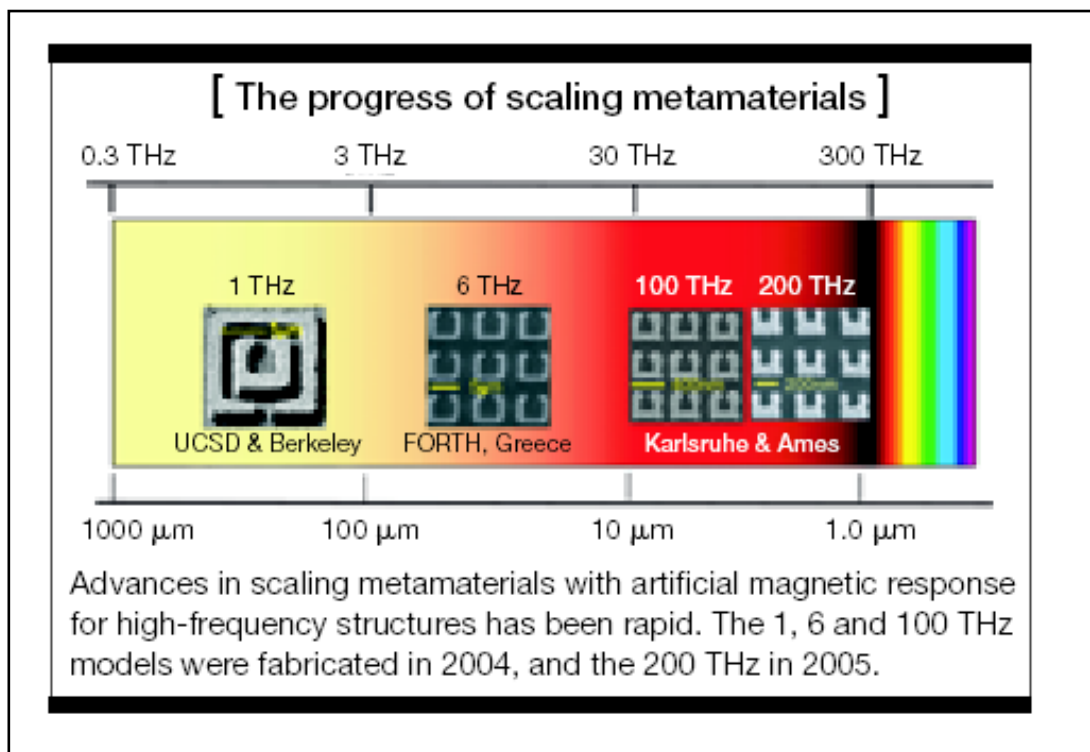 [ The progress of scaling metamaterials ]
0.3 THz 3 THz 30 THz 300 THz
1 THz 6 THz 100 THz 200 THz
UCSD & Berkeley FORTH, Greece Karlsruhe & Ames
1000 μm 100 μm 10 μm 1.0 μm
Advances in scaling metamaterials with artificial magnetic response
for high-frequency structures has been rapid. The 1, 6 and 100 THz
models were fabricated in 2004, and the 200 THz in 2005.